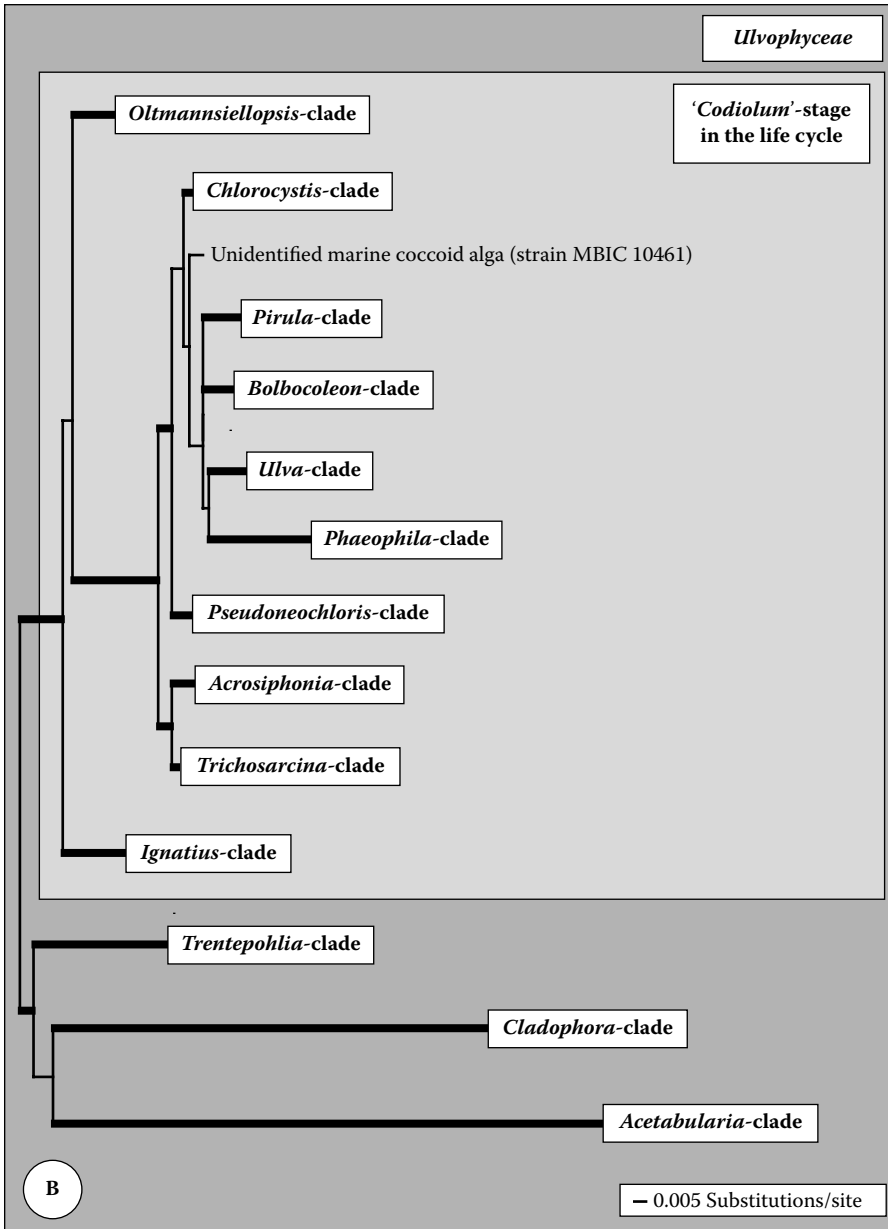 Ulvophyceae
‘Codiolum’-stage
in the life cycle
Oltmannsiellopsis-clade
Chlorocystis-clade
Unidentified marine coccoid alga (strain MBIC 10461)
Pirula-clade
Bolbocoleon-clade
Ulva-clade
Phaeophila-clade
Pseudoneochloris-clade
Acrosiphonia-clade
Trichosarcina-clade
Ignatius-clade
Trentepohlia-clade
Cladophora-clade
Acetabularia-clade
B
0.005 Substitutions/site